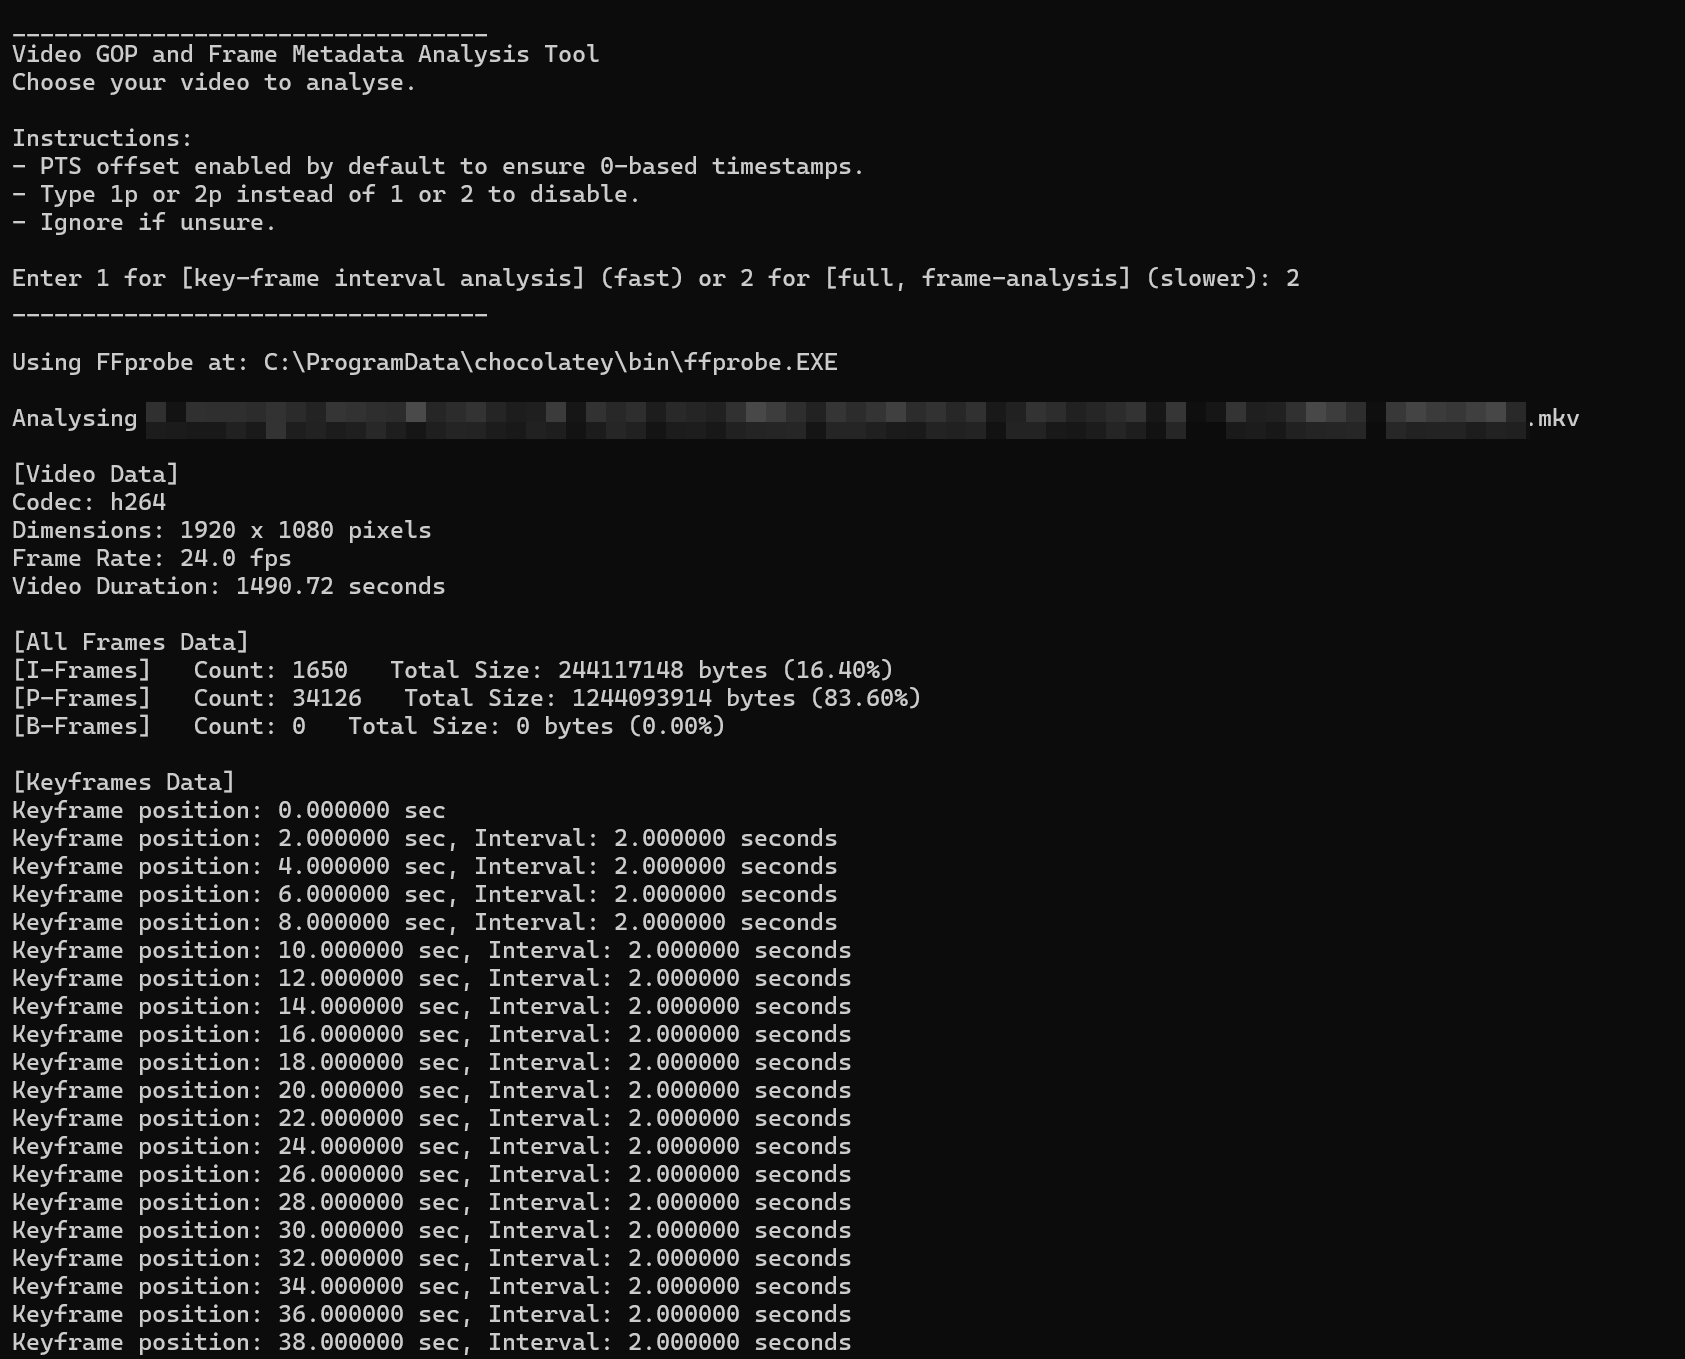 __________________________________
Video GOP and Frame Metadata Analysis Tool
Choose your video to analyse.
Instructions:
- PTS offset enabled by default to ensure 0-based timestamps.
- Type 1p or 2p instead of 1 or 2 to disable.
- Ignore if unsure.
Enter 1 for [key-frame interval analysis] (fast) or 2 for [full, frame-analysis] (slower): 2
__________________________________
Using FFprobe at: C:\ProgramData\chocolatey\bin\ffprobe.EXE
Analysing .mkv
[Video Data]
Codec: h264
Dimensions: 1920 x 1080 pixels
Frame Rate: 24.0 fps
Video Duration: 1490.72 seconds
[All Frames Data]
[I-Frames]   Count: 1650   Total Size: 244117148 bytes (16.40%)
[P-Frames]   Count: 34126   Total Size: 1244093914 bytes (83.60%)
[B-Frames]   Count: 0   Total Size: 0 bytes (0.00%)
[Keyframes Data]
Keyframe position: 0.000000 sec
Keyframe position: 2.000000 sec, Interval: 2.000000 seconds
Keyframe position: 4.000000 sec, Interval: 2.000000 seconds
Keyframe position: 6.000000 sec, Interval: 2.000000 seconds
Keyframe position: 8.000000 sec, Interval: 2.000000 seconds
Keyframe position: 10.000000 sec, Interval: 2.000000 seconds
Keyframe position: 12.000000 sec, Interval: 2.000000 seconds
Keyframe position: 14.000000 sec, Interval: 2.000000 seconds
Keyframe position: 16.000000 sec, Interval: 2.000000 seconds
Keyframe position: 18.000000 sec, Interval: 2.000000 seconds
Keyframe position: 20.000000 sec, Interval: 2.000000 seconds
Keyframe position: 22.000000 sec, Interval: 2.000000 seconds
Keyframe position: 24.000000 sec, Interval: 2.000000 seconds
Keyframe position: 26.000000 sec, Interval: 2.000000 seconds
Keyframe position: 28.000000 sec, Interval: 2.000000 seconds
Keyframe position: 30.000000 sec, Interval: 2.000000 seconds
Keyframe position: 32.000000 sec, Interval: 2.000000 seconds
Keyframe position: 34.000000 sec, Interval: 2.000000 seconds
Keyframe position: 36.000000 sec, Interval: 2.000000 seconds
Keyframe position: 38.000000 sec, Interval: 2.000000 seconds